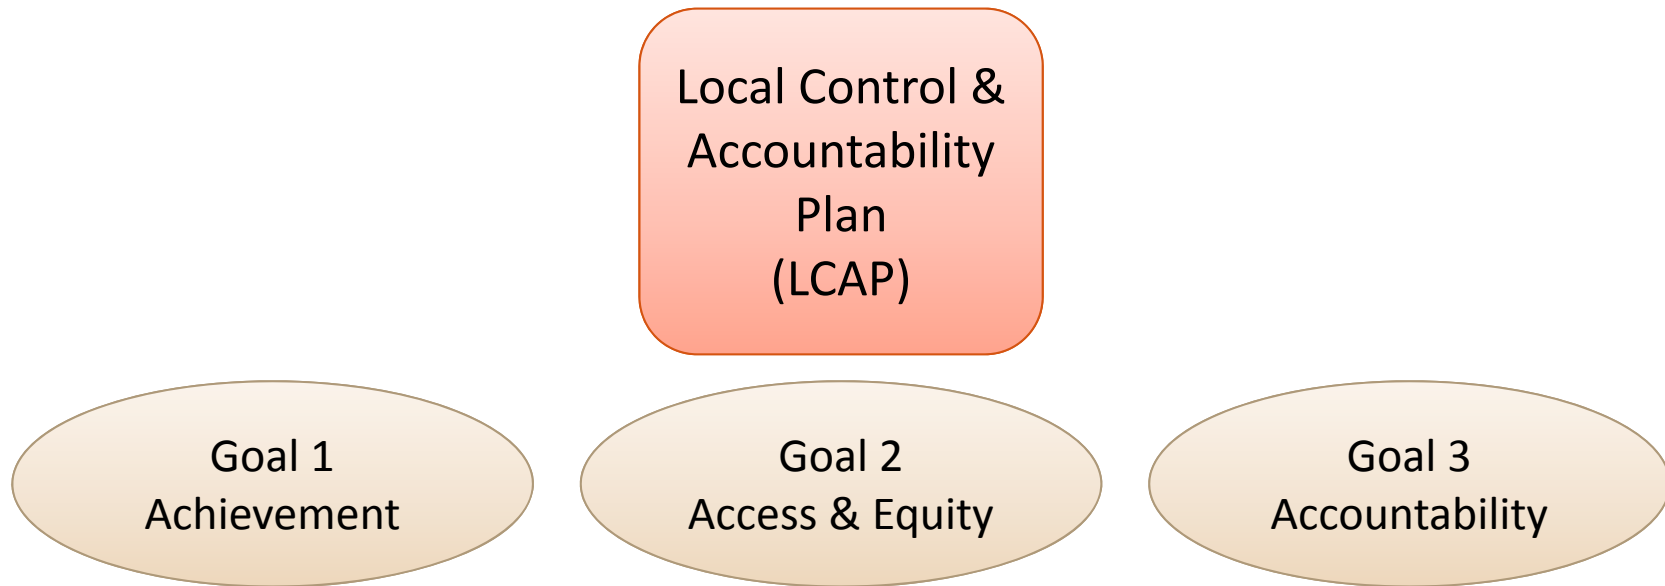 Local Control &
Accountability
Plan
(LCAP)
Goal 1
Achievement
Goal 2
Access & Equity
Goal 3
Accountability